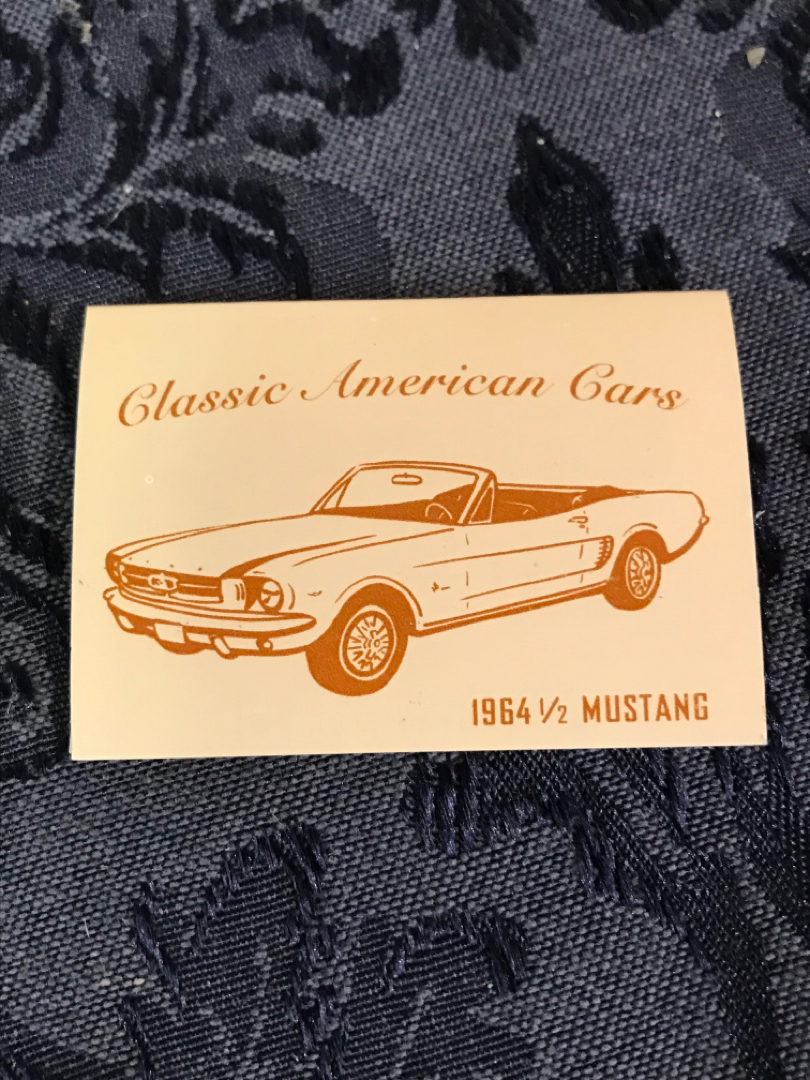 Classic American Cars
1964 ½ MUSTANG